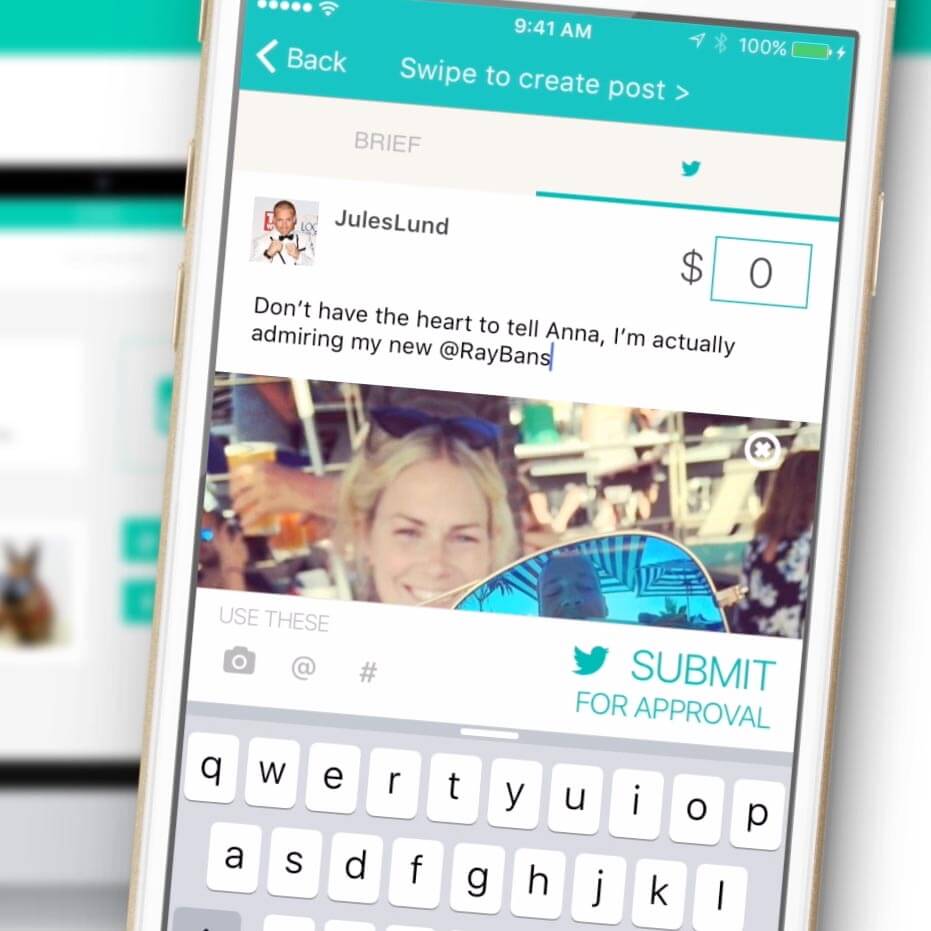 9:41 AM
100%
Back
Swipe to create post >
BRIEF
JulesLund
$ 0
Don't have the heart to tell Anna, I'm actually
admiring my new @RayBans
USE THESE
@ #
SUBMIT
FOR APPROVAL
q w e r t y u i o p
a s d f g h j k l